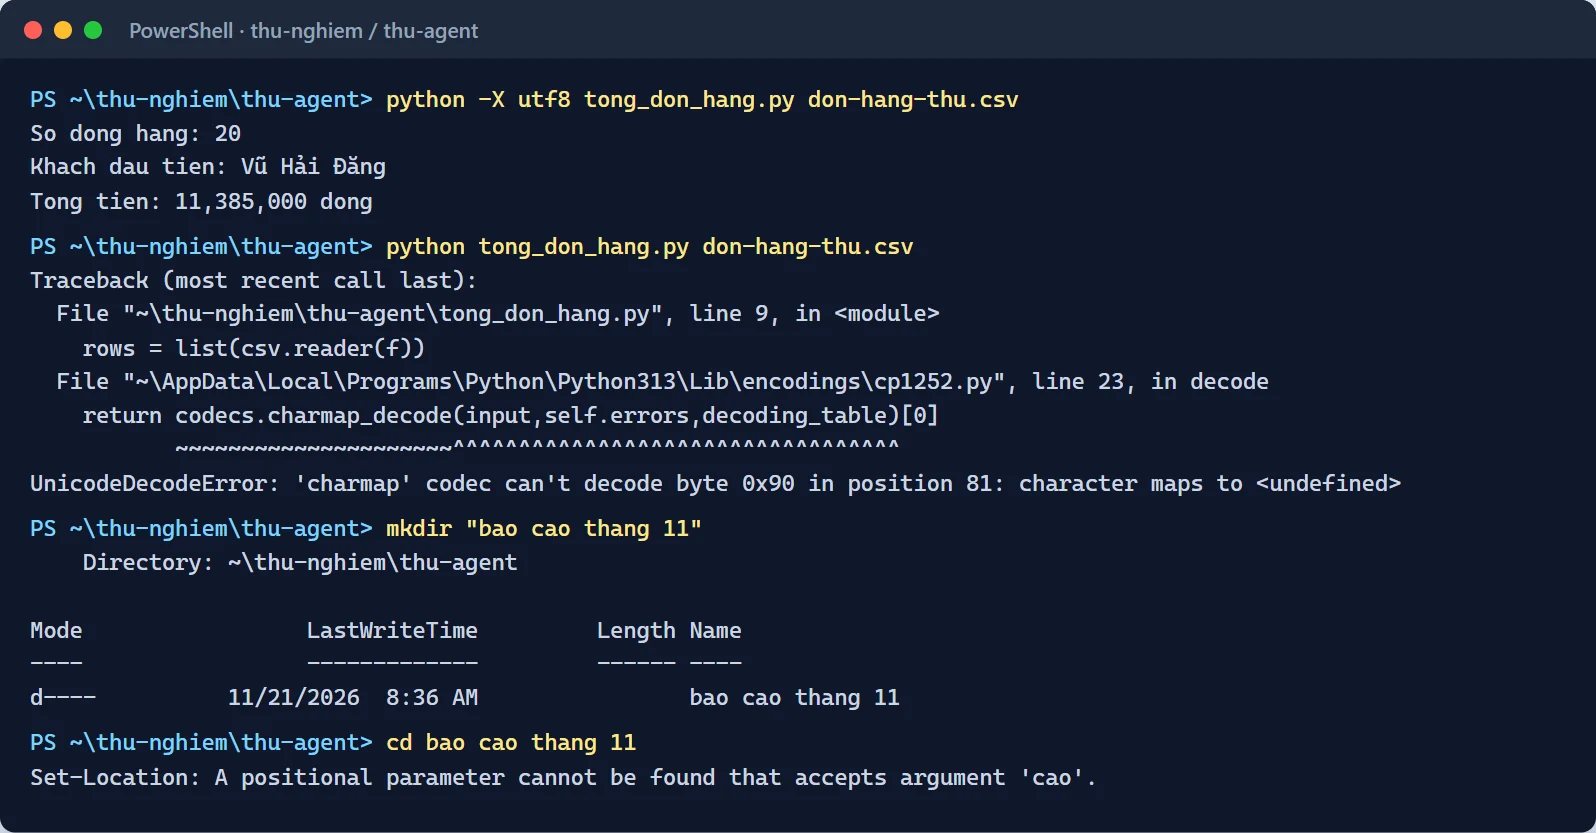 PowerShell · thu-nghiem / thu-agent
PS ~\thu-nghiem\thu-agent> python -X utf8 tong_don_hang.py don-hang-thu.csv
So dong hang: 20
Khach dau tien: Vũ Hải Đăng
Tong tien: 11,385,000 dong
PS ~\thu-nghiem\thu-agent> python tong_don_hang.py don-hang-thu.csv
Traceback (most recent call last):
  File "~\thu-nghiem\thu-agent\tong_don_hang.py", line 9, in <module>
    rows = list(csv.reader(f))
  File "~\AppData\Local\Programs\Python\Python313\Lib\encodings\cp1252.py", line 23, in decode
    return codecs.charmap_decode(input,self.errors,decoding_table)[0]
           ~~~~~~~~~~~~~~~~~~~~~^^^^^^^^^^^^^^^^^^^^^^^^^^^^^^^^^^
UnicodeDecodeError: 'charmap' codec can't decode byte 0x90 in position 81: character maps to <undefined>
PS ~\thu-nghiem\thu-agent> mkdir "bao cao thang 11"
    Directory: ~\thu-nghiem\thu-agent
Mode                 LastWriteTime         Length Name
----                 -------------         ------ ----
d----          11/21/2026  8:36 AM                bao cao thang 11
PS ~\thu-nghiem\thu-agent> cd bao cao thang 11
Set-Location: A positional parameter cannot be found that accepts argument 'cao'.